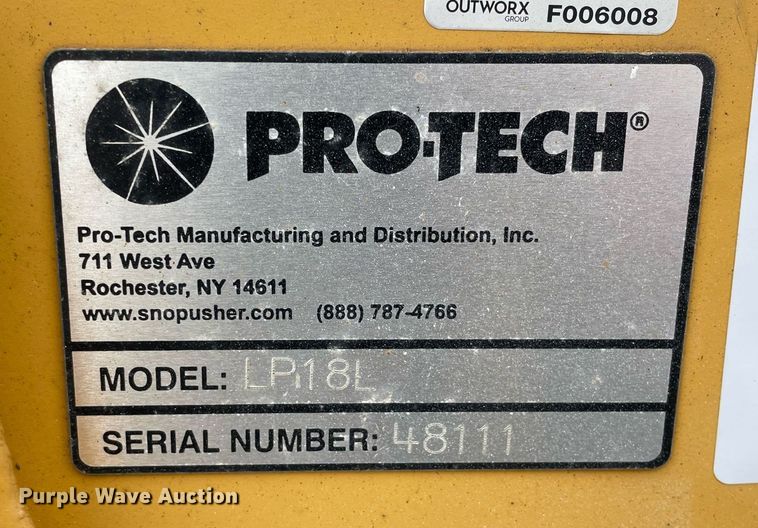 OUTWORX
GROUP
F006008
PRO-TECH®
Pro-Tech Manufacturing and Distribution, Inc.
711 West Ave
Rochester, NY 14611
www.snopusher.com (888) 787-4766
MODEL: LP18L
SERIAL NUMBER: 48111
Purple Wave Auction